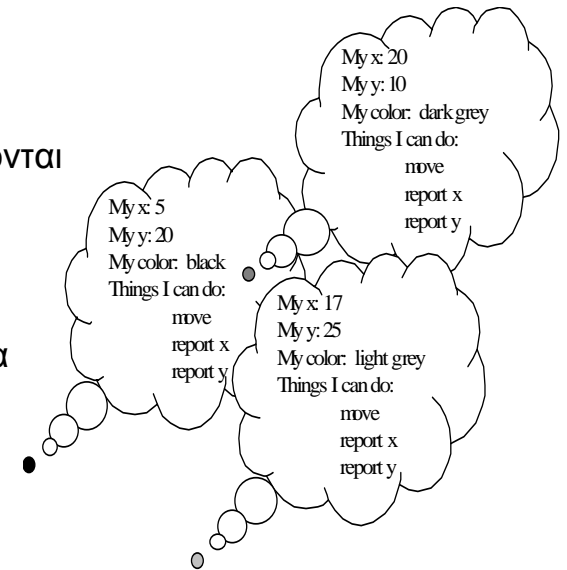 My x: 20
My y: 10
My color: dark grey
Things I can do:
move
report x
report y
νται
My x: 5
My y: 20
My color: black
Things I can do:
move
report x
report y
α
My x: 17
My y: 25
My color: light grey
Things I can do:
move
report x
report y